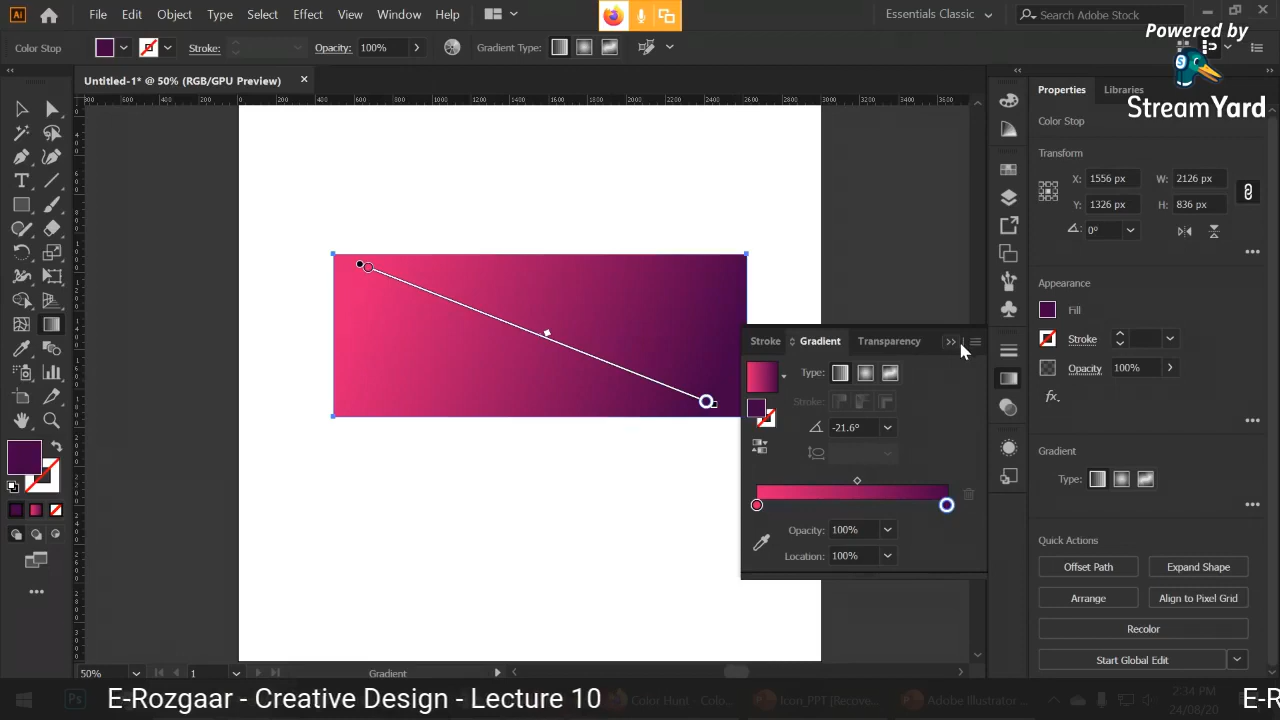 Ai File Edit Object Type Select Effect View Window Help Essentials Classic Search Adobe Stock
Powered by
StreamYard
Color Stop Stroke: Opacity: 100% Gradient Type:
Untitled-1* @ 50% (RGB/GPU Preview)
Properties Libraries
Color Stop
Transform
X: 1556 px W: 2126 px
Y: 1326 px H: 836 px
0°
Appearance
Fill
Stroke
Opacity 100%
fx.
Gradient
Type:
Quick Actions
Offset Path Expand Shape
Arrange Align to Pixel Grid
Recolor
Start Global Edit
Stroke Gradient Transparency
Type:
Stroke:
-21.6°
Opacity: 100%
Location: 100%
50% 1 Gradient
Ps Color Hunt - Colo... Icon_PPT [Recove... Adobe Illustrator 2:34 PM
24/08/20
E-Rozgaar - Creative Design - Lecture 10 E-R